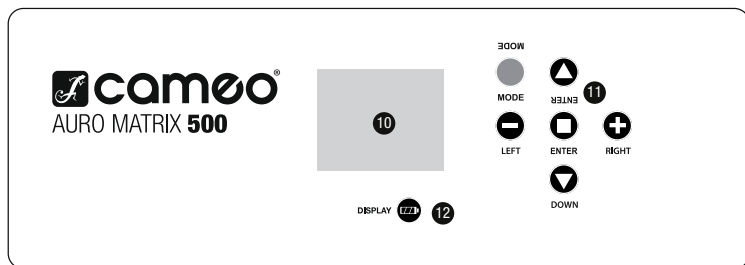 cameo®
AURO MATRIX 500
10
DISPLAY
12
MODE
MODE
ENTER
11
LEFT
ENTER
RIGHT
DOWN